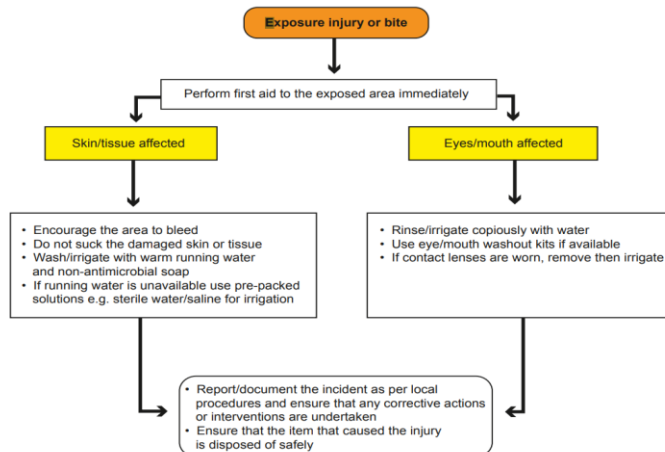 Exposure injury or bite
Perform first aid to the exposed area immediately
Skin/tissue affected
Eyes/mouth affected
• Encourage the area to bleed
• Do not suck the damaged skin or tissue
• Wash/irrigate with warm running water
and non-antimicrobial soap
• If running water is unavailable use pre-packed
solutions e.g. sterile water/saline for irrigation
• Rinse/irrigate copiously with water
• Use eye/mouth washout kits if available
• If contact lenses are worn, remove then irrigate
• Report/document the incident as per local
procedures and ensure that any corrective actions
or interventions are undertaken
• Ensure that the item that caused the injury
is disposed of safely